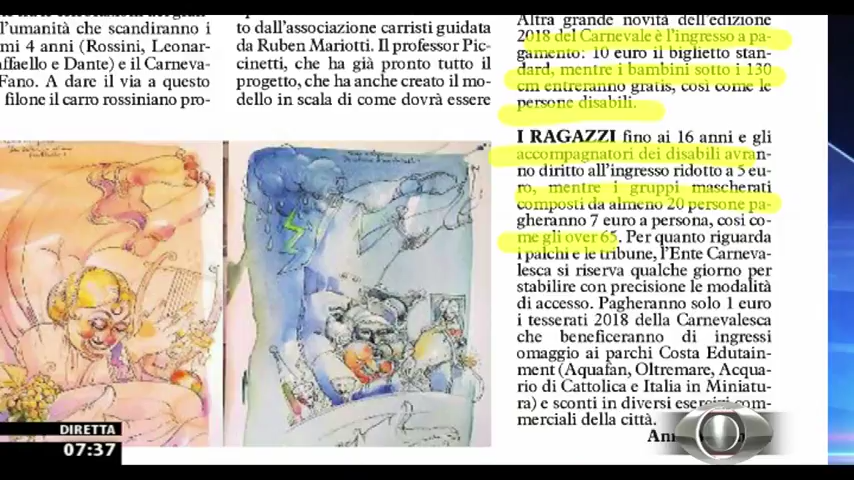 l'umanità che scandiranno i
mi 4 anni (Rossini, Leonar-
ffaello e Dante) e il Carneva-
Fano. A dare il via a questo
filone il carro rossiniano pro-
to dall'associazione carristi guidata
da Ruben Mariotti. Il professor Pic-
cinetti, che ha già pronto tutto il
progetto, che ha anche creato il mo-
dello in scala di come dovrà essere
Altra grande novità dell'edizione
2018 del Carnevale è l'ingresso a pa-
gamento: 10 euro il biglietto stan-
dard, mentre i bambini sotto i 130
cm entreranno gratis, così come le
persone disabili.
I RAGAZZI fino ai 16 anni e gli
accompagnatori dei disabili avran-
no diritto all'ingresso ridotto a 5 eu-
ro, mentre i gruppi mascherati
composti da almeno 20 persone pa-
gheranno 7 euro a persona, così co-
me gli over 65. Per quanto riguarda
i palchi e le tribune, l'Ente Carneva-
lesca si riserva qualche giorno per
stabilire con precisione le modalità
di accesso. Pagheranno solo 1 euro
i tesserati 2018 della Carnevalesca
che beneficeranno di ingressi
omaggio ai parchi Costa Edutain-
ment (Aquafan, Oltremare, Acqua-
rio di Cattolica e Italia in Miniatu-
ra) e sconti in diversi esercizi com-
merciali della città.
DIRETTA
07:37